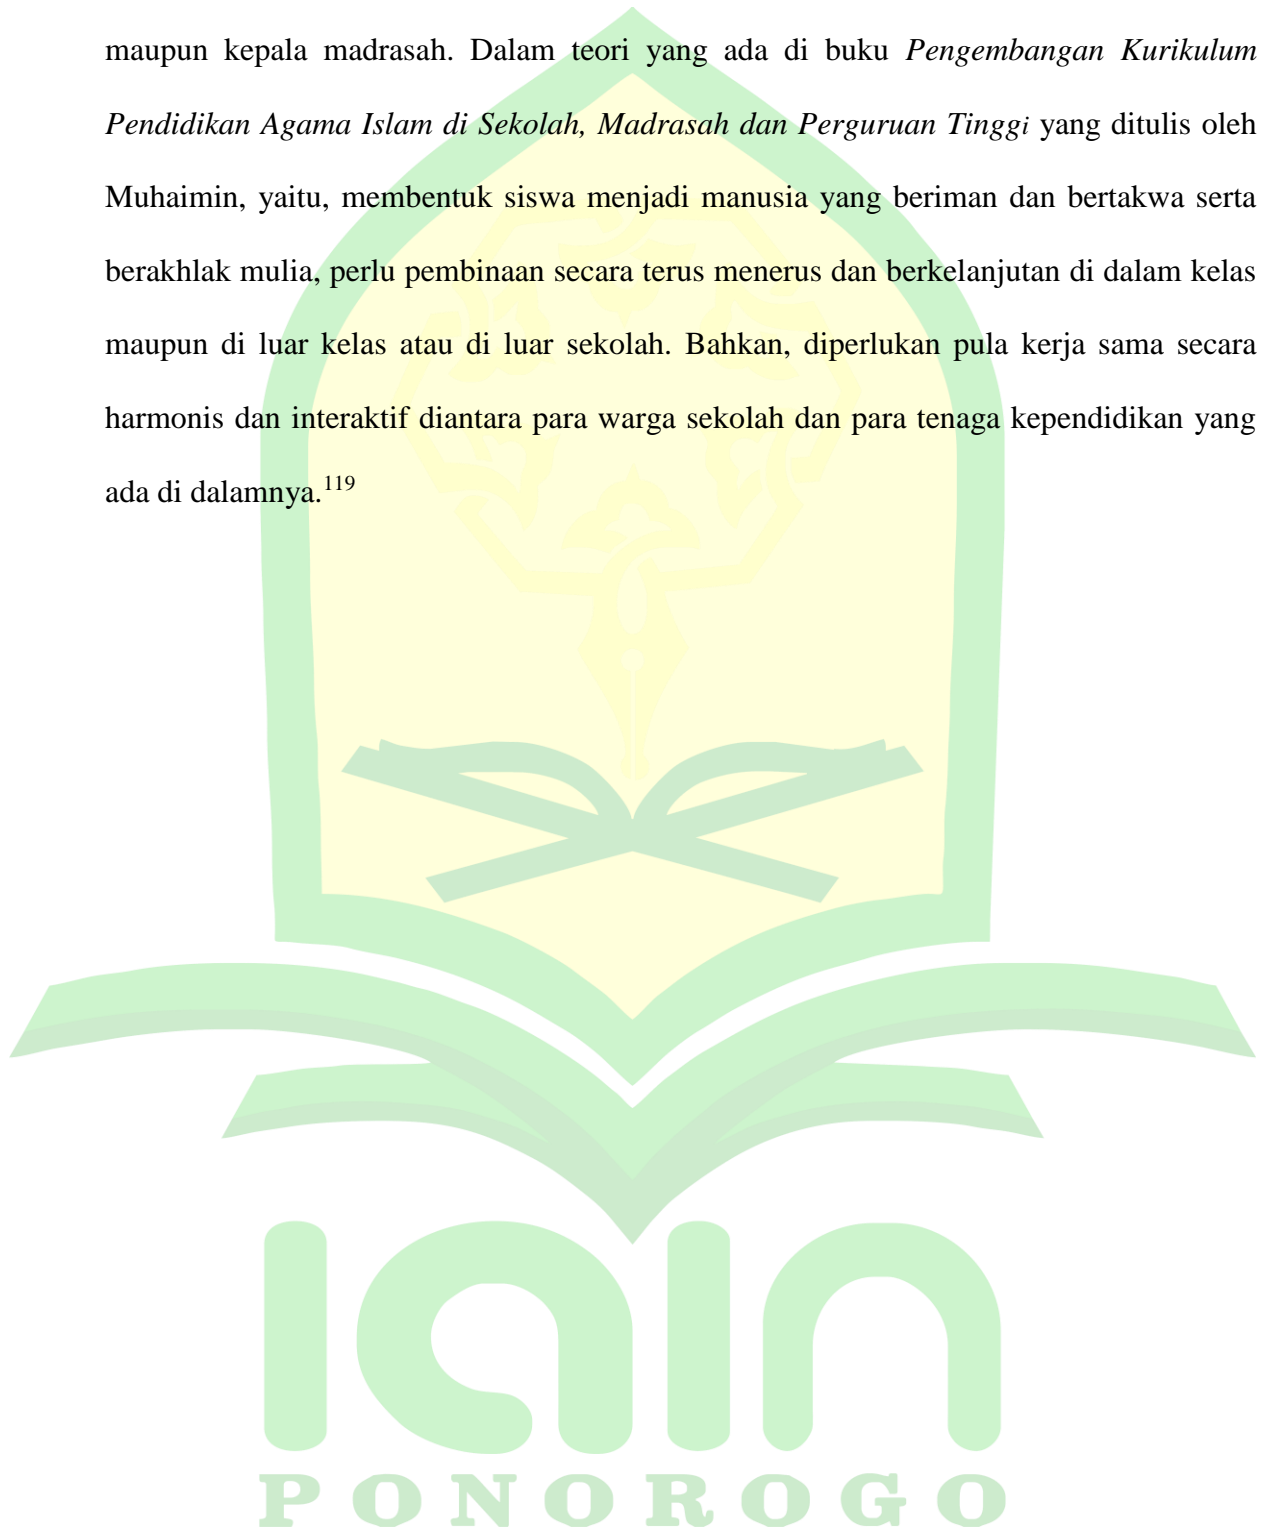 maupun kepala madrasah. Dalam teori yang ada di buku Pengembangan Kurikulum
Pendidikan Agama Islam di Sekolah, Madrasah dan Perguruan Tinggi yang ditulis oleh
Muhaimin, yaitu, membentuk siswa menjadi manusia yang beriman dan bertakwa serta
berakhlak mulia, perlu pembinaan secara terus menerus dan berkelanjutan di dalam kelas
maupun di luar kelas atau di luar sekolah. Bahkan, diperlukan pula kerja sama secara
harmonis dan interaktif diantara para warga sekolah dan para tenaga kependidikan yang
ada di dalamnya.119
iain
PONOROGO